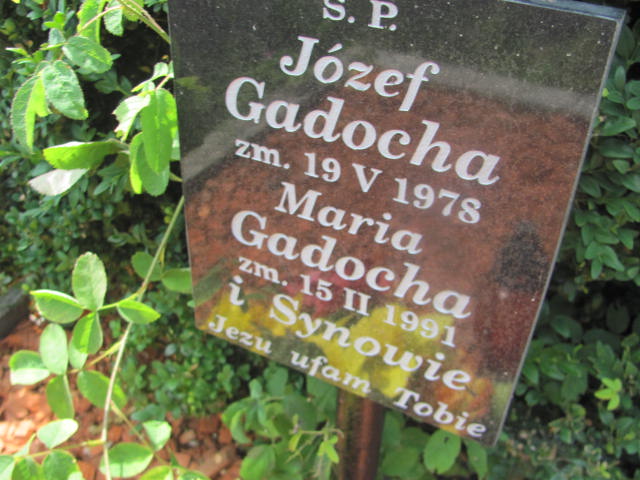 S. P.
Józef
Gadocha
zm. 19 V 1978
Maria
Gadocha
zm. 15 II 1991
i Synowie
Jezu ufam Tobie